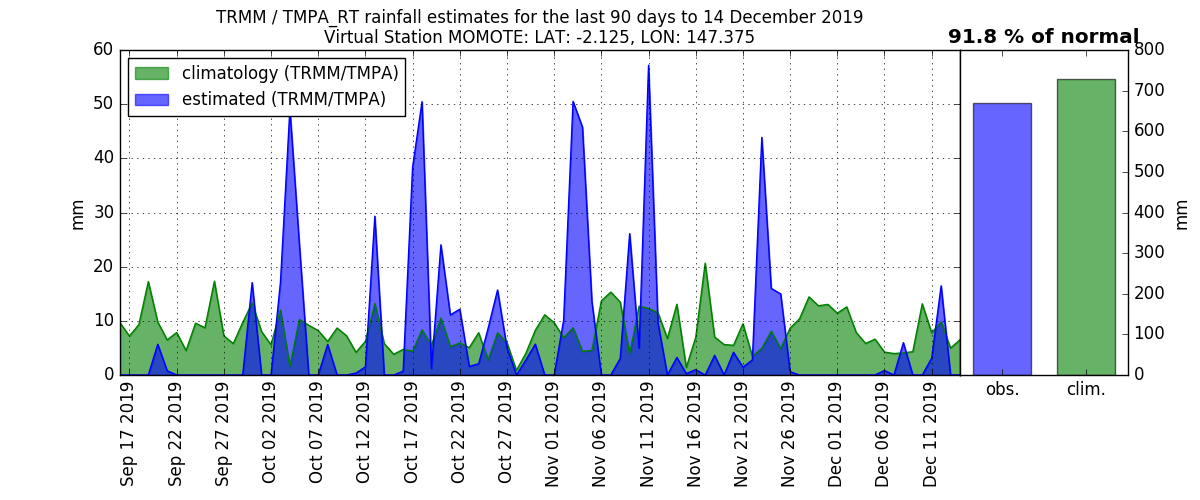 TRMM / TMPA_RT rainfall estimates for the last 90 days to 14 December 2019
Virtual Station MOMOTE: LAT: -2.125, LON: 147.375
91.8 % of normal
climatology (TRMM/TMPA)
estimated (TRMM/TMPA)
60
50
40
30
20
10
0
mm
Sep 17 2019
Sep 22 2019
Sep 27 2019
Oct 02 2019
Oct 07 2019
Oct 12 2019
Oct 17 2019
Oct 22 2019
Oct 27 2019
Nov 01 2019
Nov 06 2019
Nov 11 2019
Nov 16 2019
Nov 21 2019
Nov 26 2019
Dec 01 2019
Dec 06 2019
Dec 11 2019
obs.
clim.
800
700
600
500
400
300
200
100
0
mm